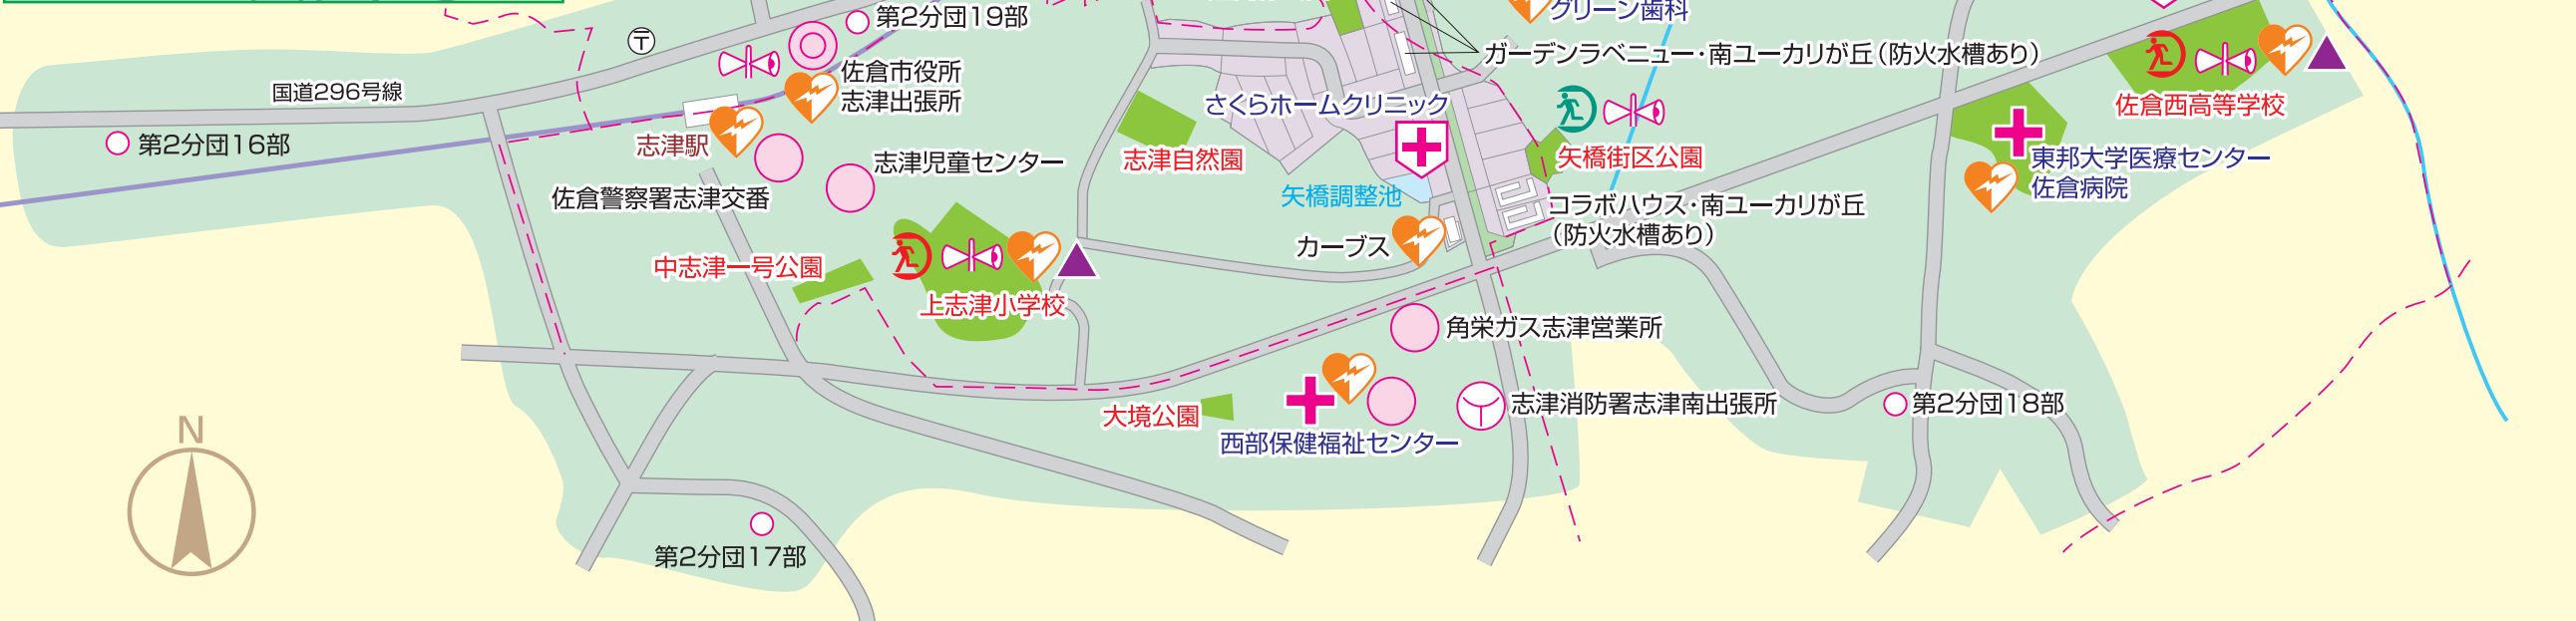 第2分団19部
グリーン歯科
〒
ガーデンラベニュー・南ユーカリが丘（防火水槽あり）
佐倉市役所
志津出張所
国道296号線
さくらホームクリニック
佐倉西高等学校
第2分団16部
志津駅
志津児童センター
志津自然園
矢橋街区公園
東邦大学医療センター
佐倉病院
佐倉警察署志津交番
矢橋調整池
コラボハウス・南ユーカリが丘
（防火水槽あり）
カーブス
中志津一号公園
上志津小学校
角栄ガス志津営業所
大境公園
志津消防署志津南出張所
第2分団18部
西部保健福祉センター
N
第2分団17部